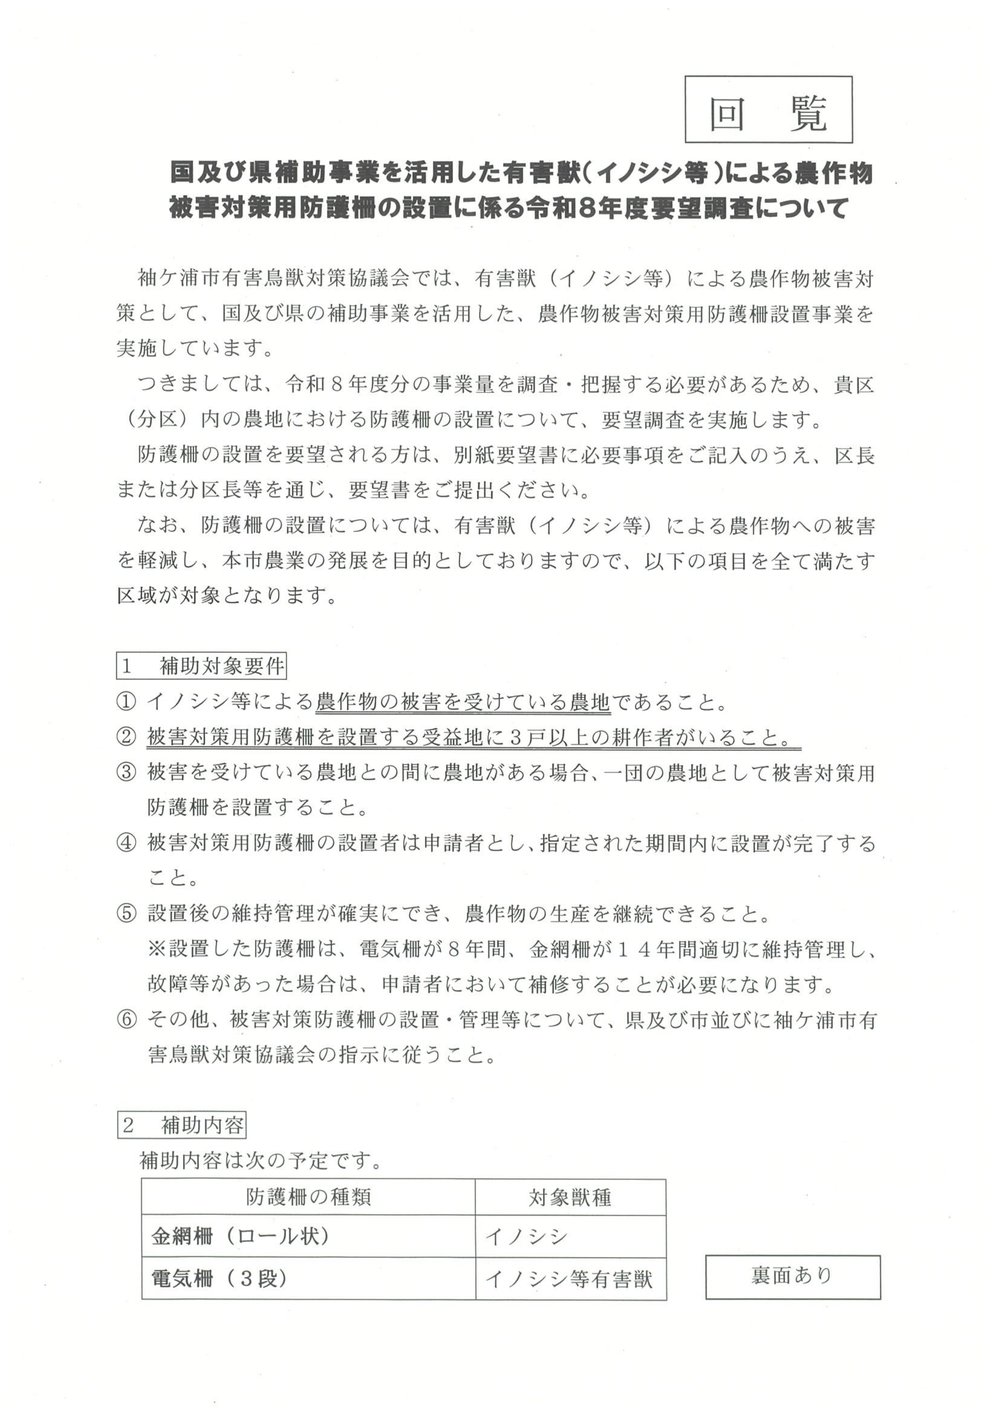 回　覧
国及び県補助事業を活用した有害獣（イノシシ等）による農作物
被害対策用防護柵の設置に係る令和８年度要望調査について
袖ケ浦市有害鳥獣対策協議会では、有害獣（イノシシ等）による農作物被害対
策として、国及び県の補助事業を活用した、農作物被害対策用防護柵設置事業を
実施しています。
つきましては、令和８年度分の事業量を調査・把握する必要があるため、貴区
（分区）内の農地における防護柵の設置について、要望調査を実施します。
防護柵の設置を要望される方は、別紙要望書に必要事項をご記入のうえ、区長
または分区長等を通じ、要望書をご提出ください。
なお、防護柵の設置については、有害獣（イノシシ等）による農作物への被害
を軽減し、本市農業の発展を目的としておりますので、以下の項目を全て満たす
区域が対象となります。
１　補助対象要件
① イノシシ等による農作物の被害を受けている農地であること。
② 被害対策用防護柵を設置する受益地に３戸以上の耕作者がいること。
③ 被害を受けている農地との間に農地がある場合、一団の農地として被害対策用
防護柵を設置すること。
④ 被害対策用防護柵の設置者は申請者とし、指定された期間内に設置が完了する
こと。
⑤ 設置後の維持管理が確実にでき、農作物の生産を継続できること。
※設置した防護柵は、電気柵が８年間、金網柵が１４年間適切に維持管理し、
故障等があった場合は、申請者において補修することが必要になります。
⑥ その他、被害対策防護柵の設置・管理等について、県及び市並びに袖ケ浦市有
害鳥獣対策協議会の指示に従うこと。
２　補助内容
補助内容は次の予定です。
防護柵の種類　対象獣種
金網柵（ロール状）　イノシシ
電気柵（３段）　イノシシ等有害獣
裏面あり